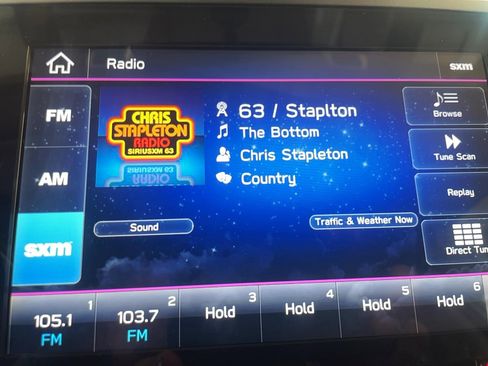 Radio
sxm
FM
AM
sxm
CHRIS
STAPLETON
RADIO
SIRIUSXM 63
63 / Staplton
The Bottom
Chris Stapleton
Country
Sound
Traffic & Weather Now
Browse
Tune Scan
Replay
Direct Tun
1
105.1
FM
2
103.7
FM
3
Hold
4
Hold
5
Hold
6
Hold